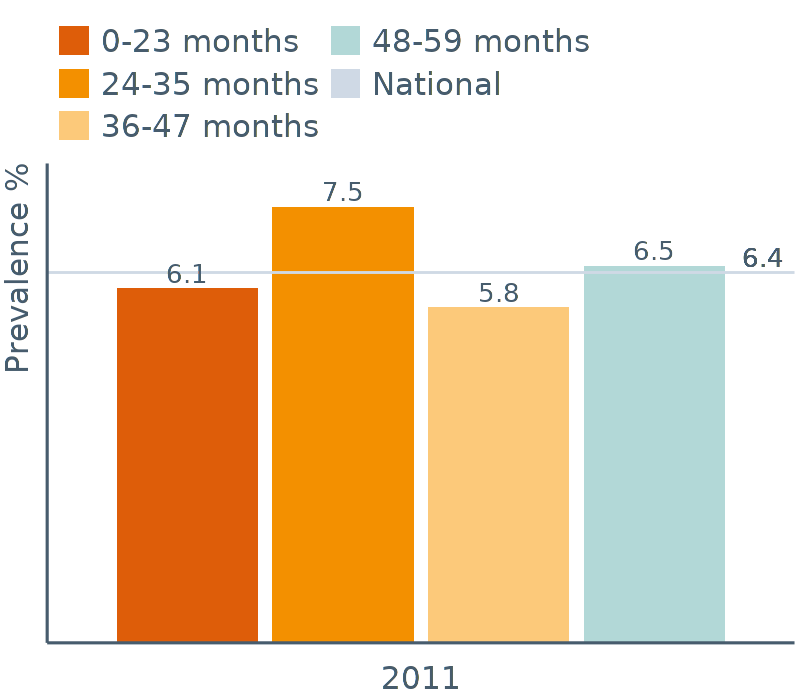 0-23 months
24-35 months
36-47 months
48-59 months
National
Prevalence %
6.1
7.5
5.8
6.5
6.4
2011